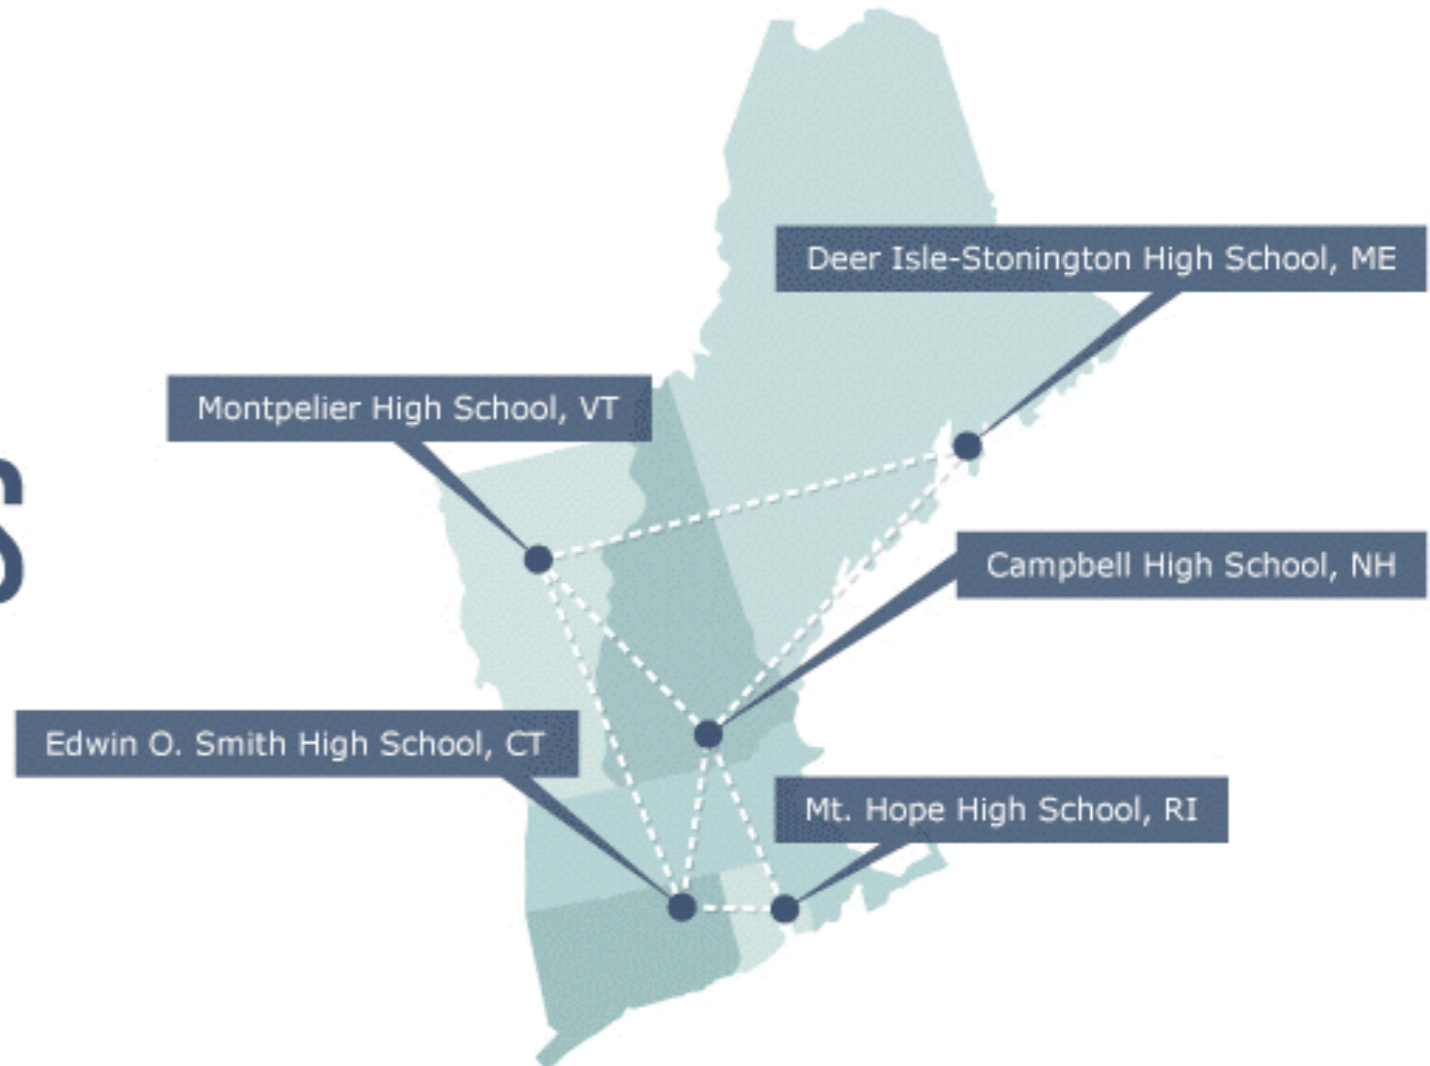 Deer Isle-Stonington High School, ME
Montpelier High School, VT
Campbell High School, NH
Edwin O. Smith High School, CT
Mt. Hope High School, RI